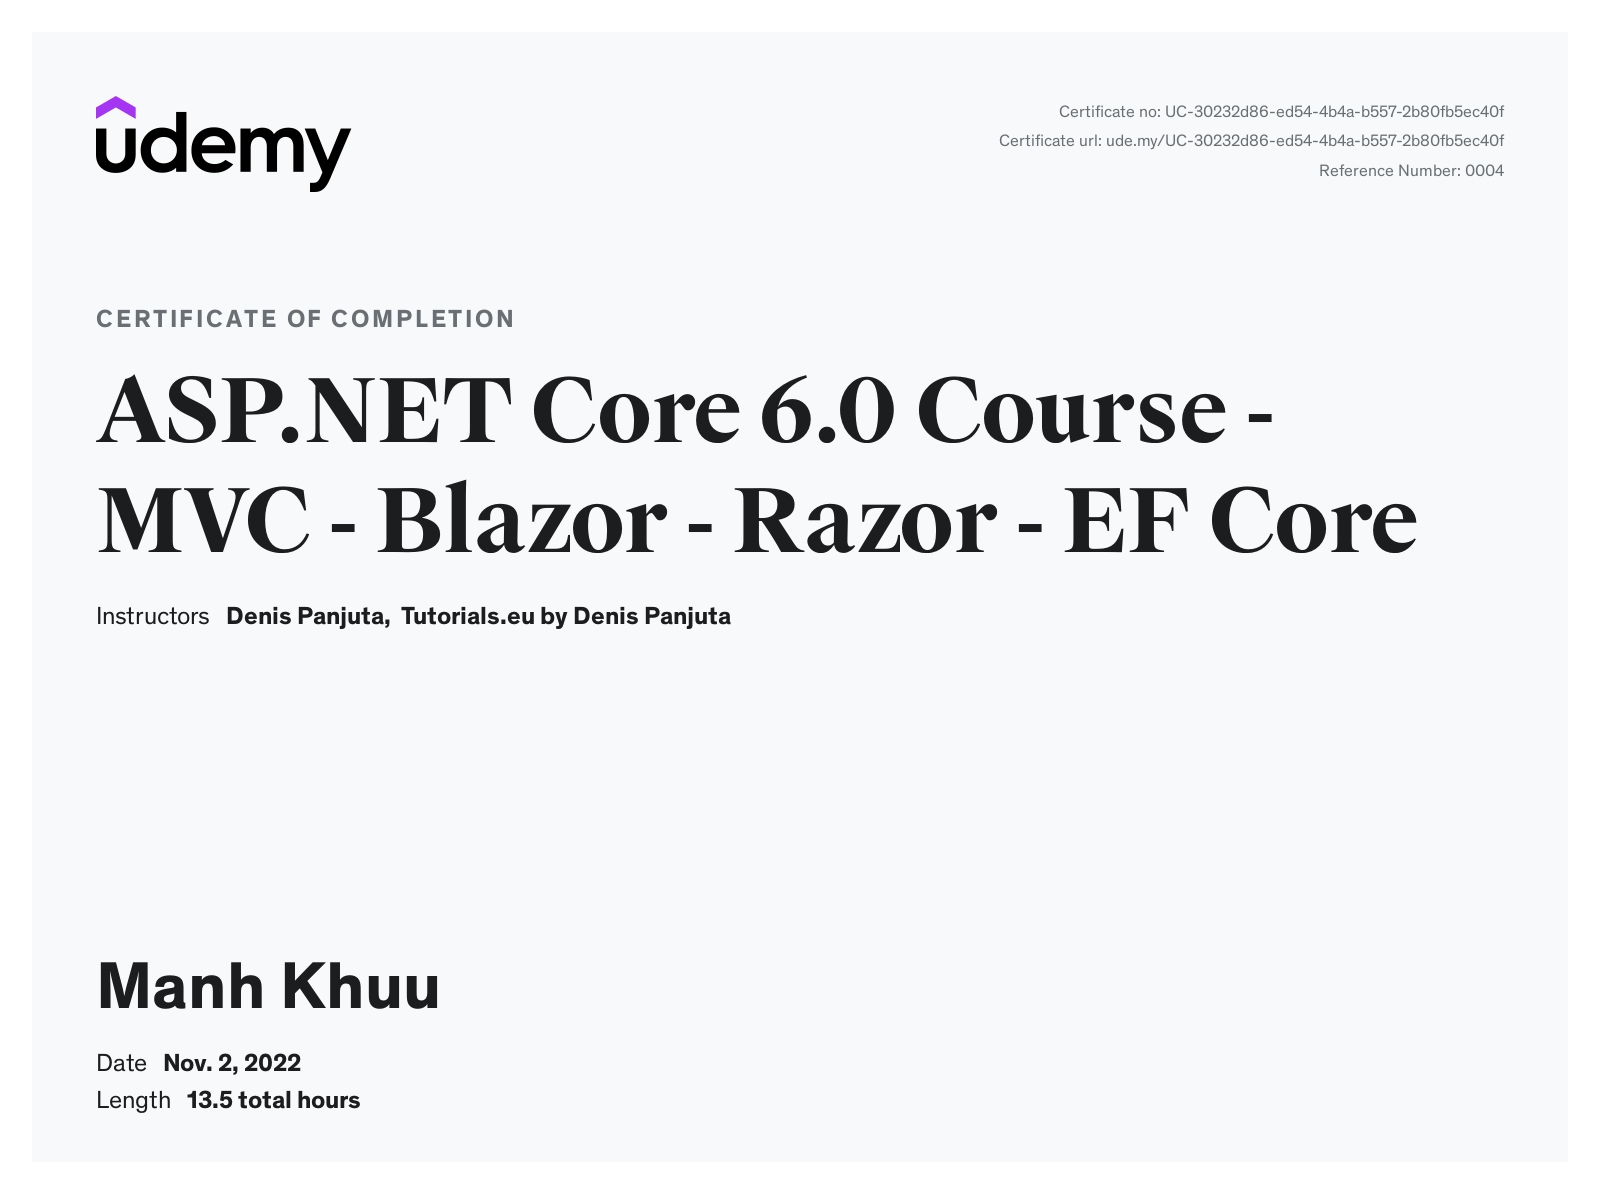 udemy
Certificate no: UC-30232d86-ed54-4b4a-b557-2b80fb5ec40f
Certificate url: ude.my/UC-30232d86-ed54-4b4a-b557-2b80fb5ec40f
Reference Number: 0004
CERTIFICATE OF COMPLETION
ASP.NET Core 6.0 Course -
MVC - Blazor - Razor - EF Core
Instructors Denis Panjuta, Tutorials.eu by Denis Panjuta
Manh Khuu
Date Nov. 2, 2022
Length 13.5 total hours